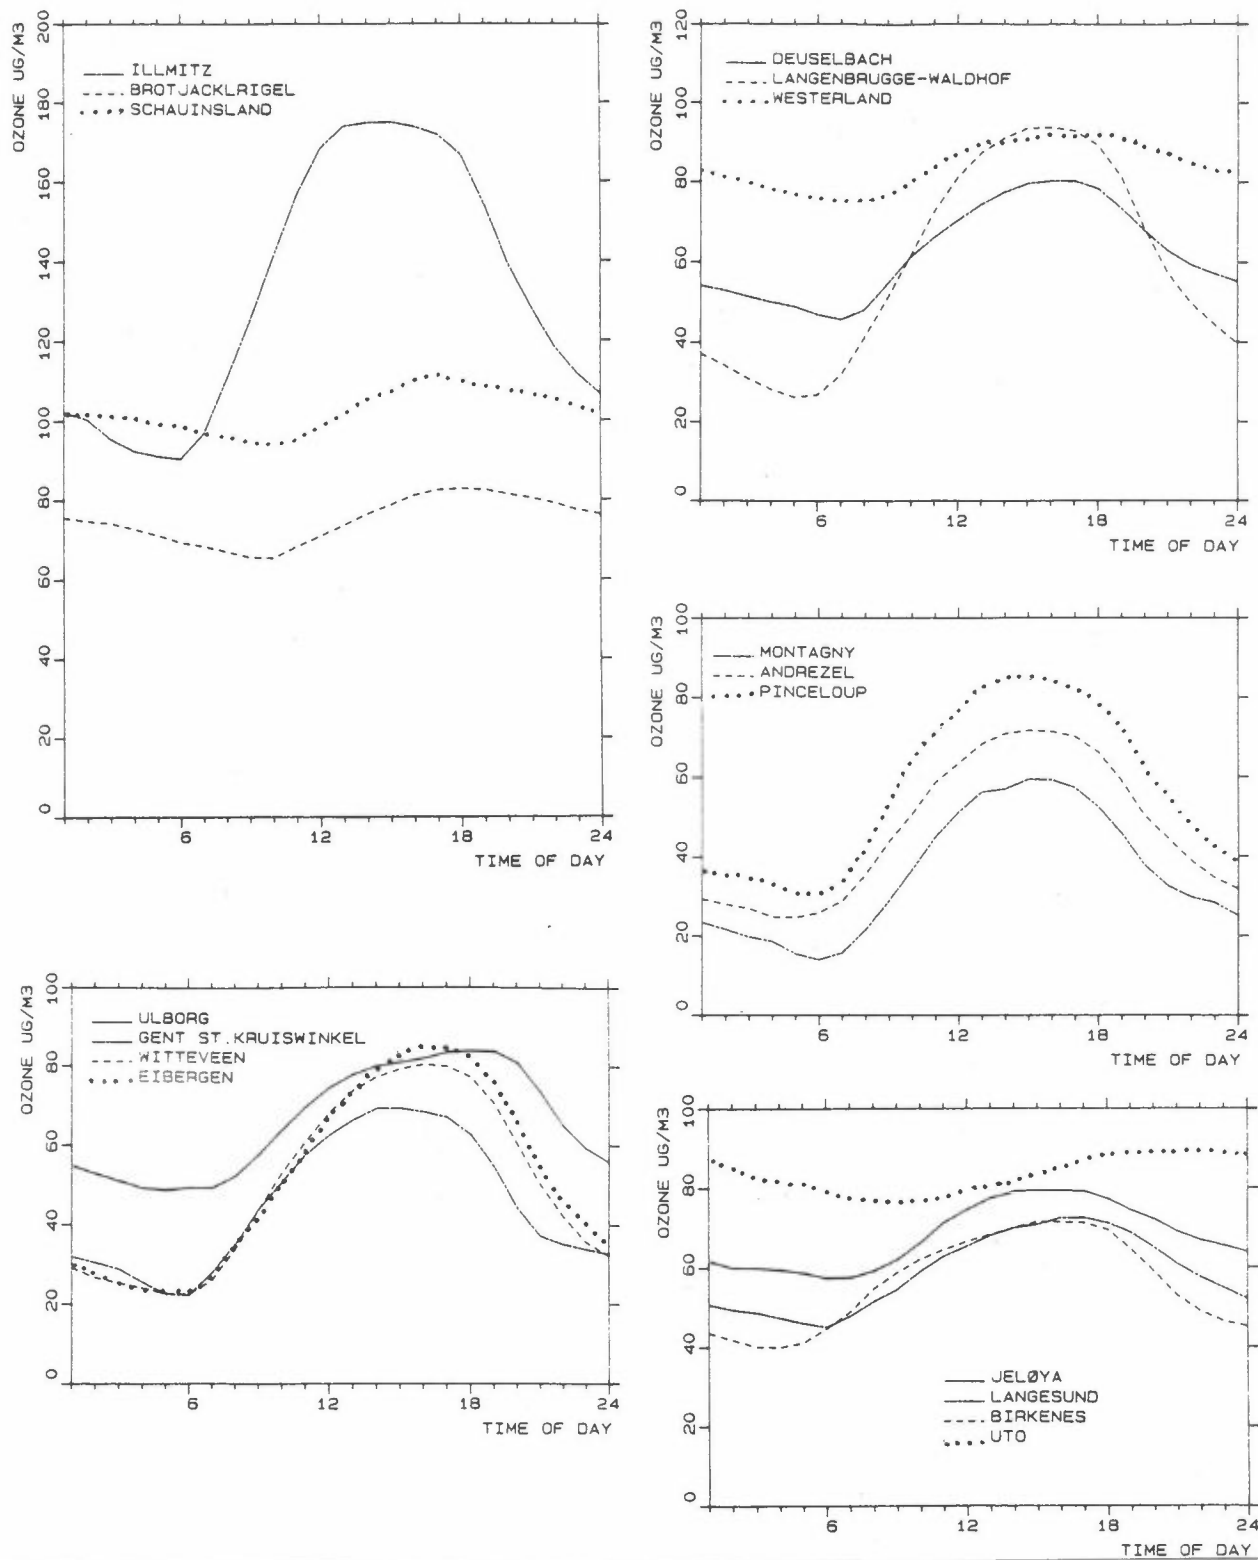 OZONE UG/M3
200
180
160
140
120
100
80
60
40
20
0
ILLMITZ
BROTJACKLRIGEL
SCHAUINSLAND
6 12 18 24
TIME OF DAY
OZONE UG/M3
120
100
80
60
40
20
0
DEUSELBACH
LANGENBRUGGE-WALDHOF
WESTERLAND
6 12 18 24
TIME OF DAY
OZONE UG/M3
100
80
60
40
20
0
MONTAGNY
ANDREZEL
PINCELOUP
6 12 18 24
TIME OF DAY
OZONE UG/M3
100
80
60
40
20
0
ULBORG
GENT ST.KRUISWINKEL
WITTEVEEN
EIBERGEN
6 12 18 24
TIME OF DAY
OZONE UG/M3
100
80
60
40
20
0
JELØYA
LANGESUND
BIRKENES
UTO
6 12 18 24
TIME OF DAY